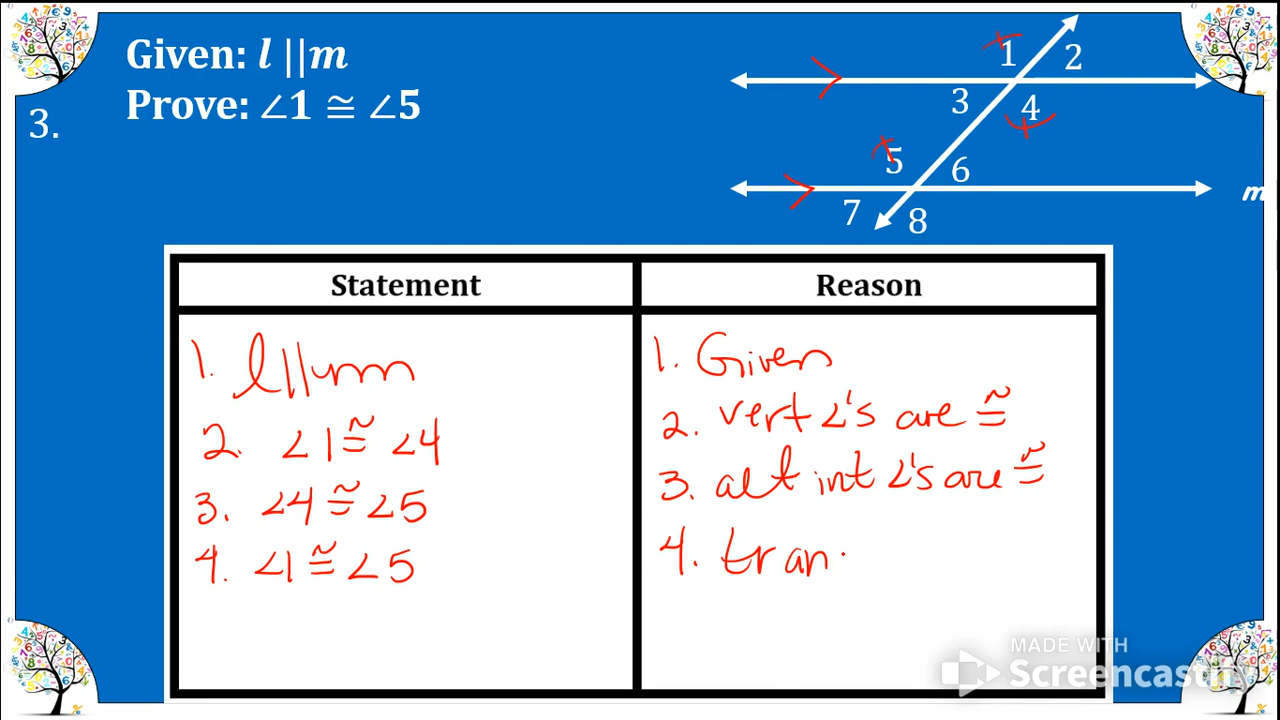 Given: l ||m
Prove: ∠1 ≅ ∠5
3.
1 2
3 4
5 6
m
7 8
Statement Reason
1. l||m 1. Given
2. ∠1 ≅ ∠4 2. vert ∠'s are ≅
3. ∠4 ≅ ∠5 3. alt int ∠'s are ≅
4. ∠1 ≅ ∠5 4. tran
MADE WITH
Screencastify